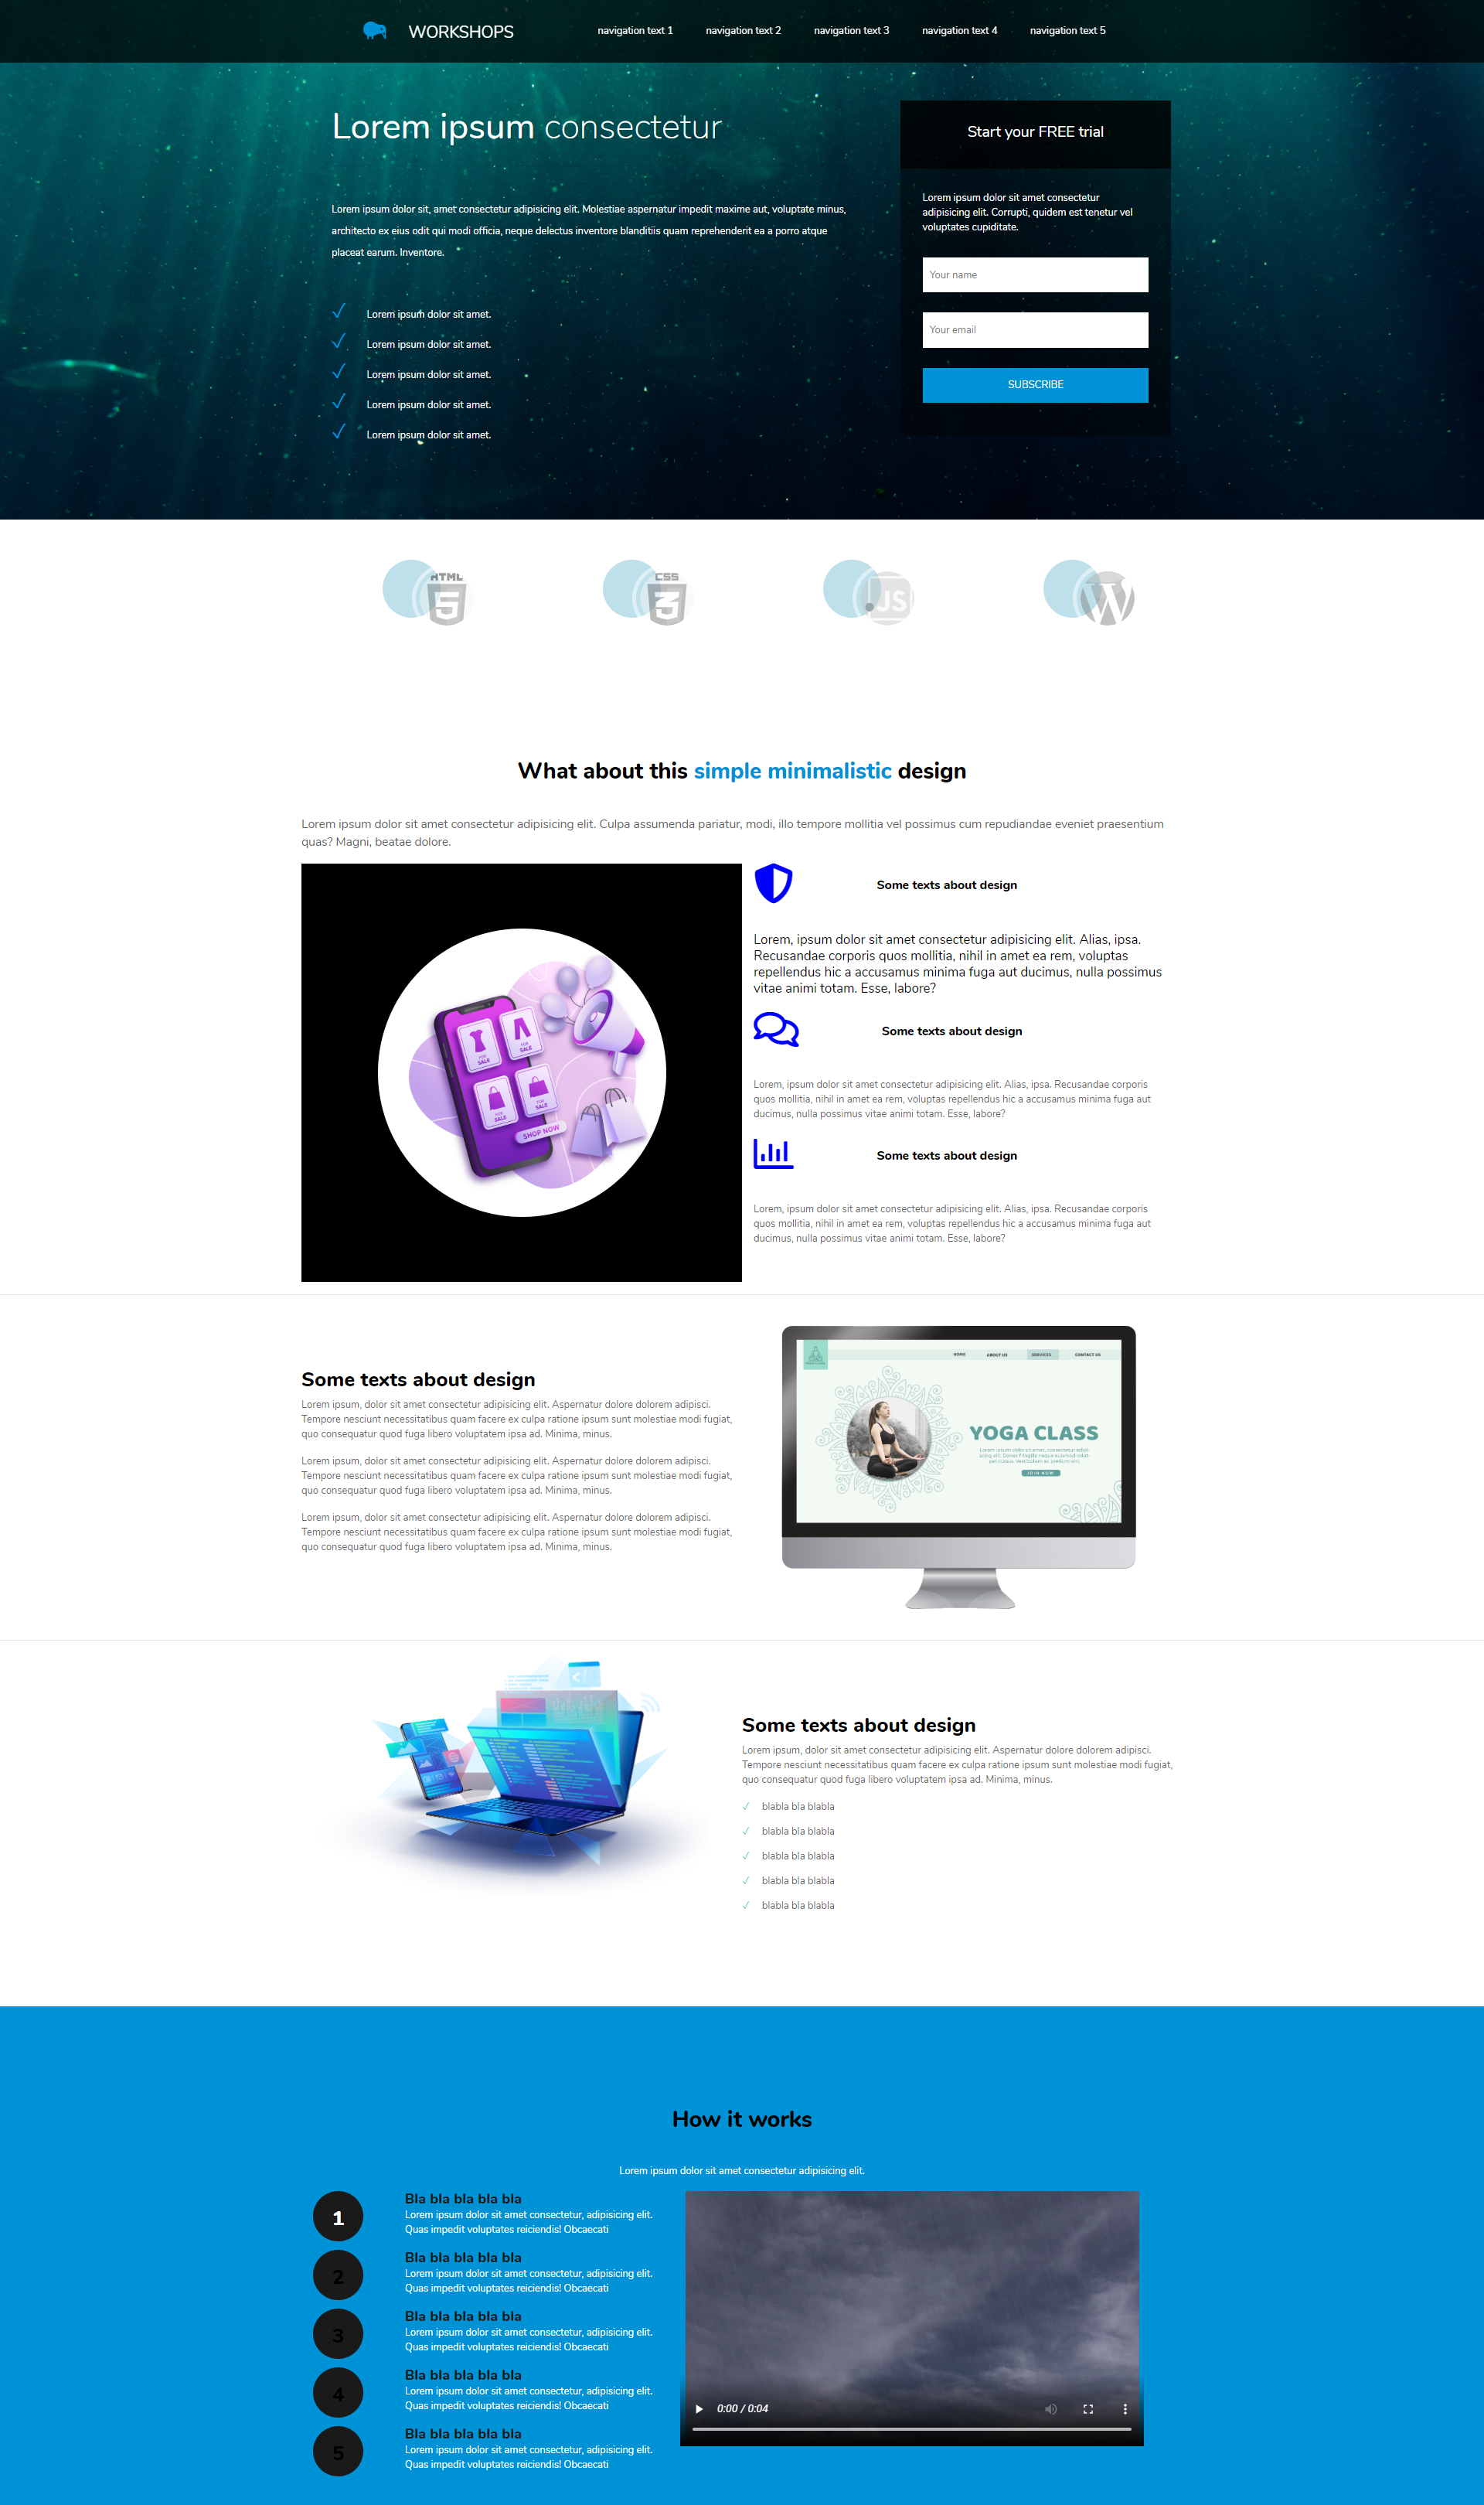 WORKSHOPS
navigation text 1 navigation text 2 navigation text 3 navigation text 4 navigation text 5
Lorem ipsum consectetur
Lorem ipsum dolor sit, amet consectetur adipisicing elit. Molestiae aspernatur impedit maxime aut, voluptate minus,
architecto ex eius odit qui modi officia, neque delectus inventore blanditiis quam reprehenderit ea a porro atque
placeat earum. Inventore.
Lorem ipsum dolor sit amet.
Lorem ipsum dolor sit amet.
Lorem ipsum dolor sit amet.
Lorem ipsum dolor sit amet.
Lorem ipsum dolor sit amet.
Start your FREE trial
Lorem ipsum dolor sit amet consectetur
adipisicing elit. Corrupti, quidem est tenetur vel
voluptates cupiditate.
Your name
Your email
SUBSCRIBE
HTML
5
CSS
3
JS
W
What about this simple minimalistic design
Lorem ipsum dolor sit amet consectetur adipisicing elit. Culpa assumenda pariatur, modi, illo tempore mollitia vel possimus cum repudiandae eveniet praesentium
quas? Magni, beatae dolore.
FOR
SALE
FOR
SALE
FOR
SALE
FOR
SALE
SHOP NOW
Some texts about design
Lorem, ipsum dolor sit amet consectetur adipisicing elit. Alias, ipsa.
Recusandae corporis quos mollitia, nihil in amet ea rem, voluptas
repellendus hic a accusamus minima fuga aut ducimus, nulla possimus
vitae animi totam. Esse, labore?
Some texts about design
Lorem, ipsum dolor sit amet consectetur adipisicing elit. Alias, ipsa. Recusandae corporis
quos mollitia, nihil in amet ea rem, voluptas repellendus hic a accusamus minima fuga aut
ducimus, nulla possimus vitae animi totam. Esse, labore?
Some texts about design
Lorem, ipsum dolor sit amet consectetur adipisicing elit. Alias, ipsa. Recusandae corporis
quos mollitia, nihil in amet ea rem, voluptas repellendus hic a accusamus minima fuga aut
ducimus, nulla possimus vitae animi totam. Esse, labore?
Some texts about design
Lorem ipsum, dolor sit amet consectetur adipisicing elit. Aspernatur dolore dolorem adipisci.
Tempore nesciunt necessitatibus quam facere ex culpa ratione ipsum sunt molestiae modi fugiat,
quo consequatur quod fuga libero voluptatem ipsa ad. Minima, minus.
Lorem ipsum, dolor sit amet consectetur adipisicing elit. Aspernatur dolore dolorem adipisci.
Tempore nesciunt necessitatibus quam facere ex culpa ratione ipsum sunt molestiae modi fugiat,
quo consequatur quod fuga libero voluptatem ipsa ad. Minima, minus.
Lorem ipsum, dolor sit amet consectetur adipisicing elit. Aspernatur dolore dolorem adipisci.
Tempore nesciunt necessitatibus quam facere ex culpa ratione ipsum sunt molestiae modi fugiat,
quo consequatur quod fuga libero voluptatem ipsa ad. Minima, minus.
HOME ABOUT US SERVICES CONTACT US
YOGA CLASS
JOIN NOW
Some texts about design
Lorem ipsum, dolor sit amet consectetur adipisicing elit. Aspernatur dolore dolorem adipisci.
Tempore nesciunt necessitatibus quam facere ex culpa ratione ipsum sunt molestiae modi fugiat,
quo consequatur quod fuga libero voluptatem ipsa ad. Minima, minus.
blabla bla blabla
blabla bla blabla
blabla bla blabla
blabla bla blabla
blabla bla blabla
How it works
Lorem ipsum dolor sit amet consectetur adipisicing elit.
1
Bla bla bla bla bla
Lorem ipsum dolor sit amet consectetur, adipisicing elit.
Quas impedit voluptates reiciendis! Obcaecati
2
Bla bla bla bla bla
Lorem ipsum dolor sit amet consectetur, adipisicing elit.
Quas impedit voluptates reiciendis! Obcaecati
3
Bla bla bla bla bla
Lorem ipsum dolor sit amet consectetur, adipisicing elit.
Quas impedit voluptates reiciendis! Obcaecati
4
Bla bla bla bla bla
Lorem ipsum dolor sit amet consectetur, adipisicing elit.
Quas impedit voluptates reiciendis! Obcaecati
5
Bla bla bla bla bla
Lorem ipsum dolor sit amet consectetur, adipisicing elit.
Quas impedit voluptates reiciendis! Obcaecati
0:00 / 0:04